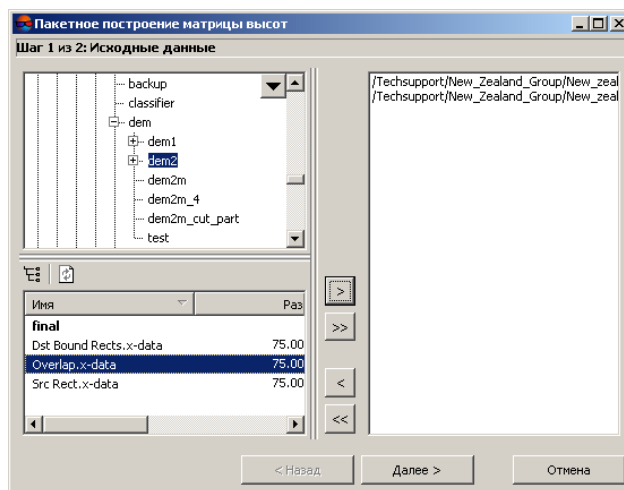 Пакетное построение матрицы высот
Шаг 1 из 2: Исходные данные
backup
classifier
dem
dem1
dem2
dem2m
dem2m_4
dem2m_cut_part
test
Имя Раз
final
Dst Bound Rects.x-data 75.00
Overlap.x-data 75.00
Src Rect.x-data 75.00
>
>>
<
<<
/Techsupport/New_Zealand_Group/New_zeal
/Techsupport/New_Zealand_Group/New_zeal
< Назад Далее > Отмена